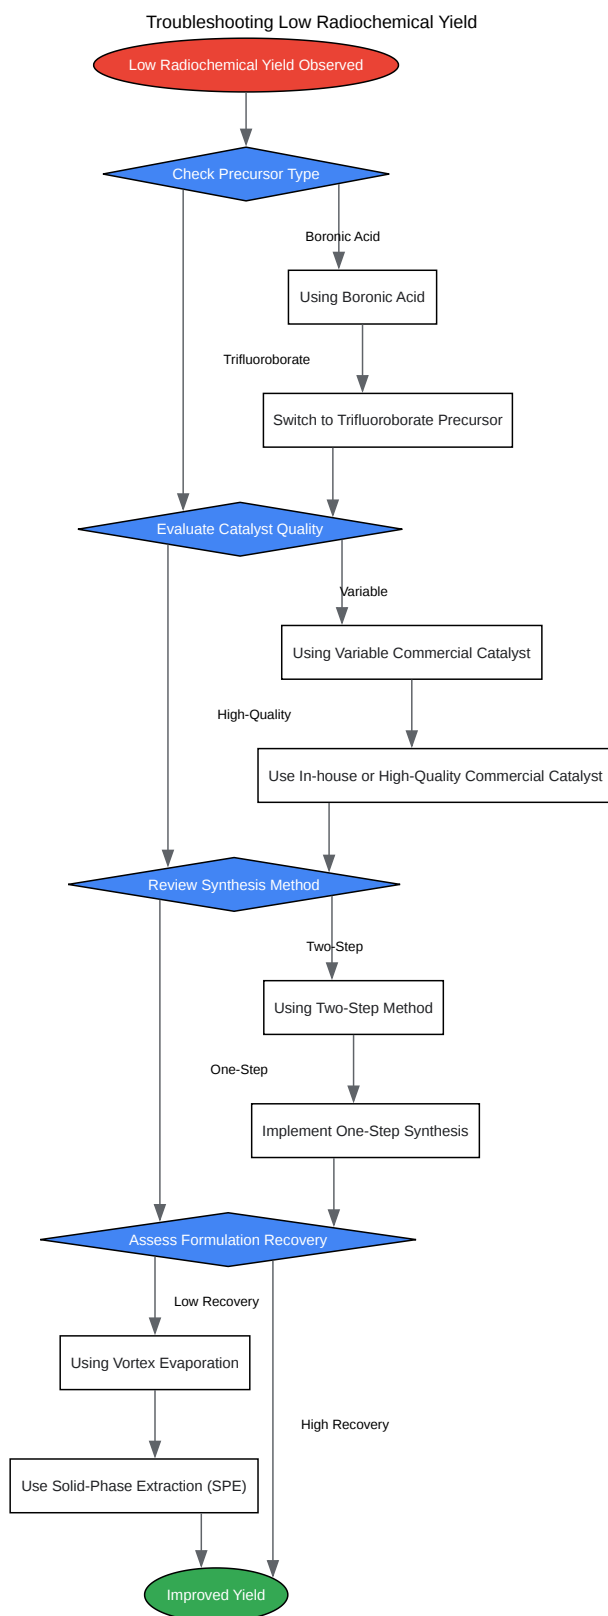 Troubleshooting Low Radiochemical Yield
Low Radiochemical Yield Observed
Check Precursor Type
Boronic Acid
Using Boronic Acid
Trifluoroborate
Switch to Trifluoroborate Precursor
Evaluate Catalyst Quality
Variable
Using Variable Commercial Catalyst
High-Quality
Use In-house or High-Quality Commercial Catalyst
Review Synthesis Method
Two-Step
Using Two-Step Method
One-Step
Implement One-Step Synthesis
Assess Formulation Recovery
Low Recovery
Using Vortex Evaporation
High Recovery
Use Solid-Phase Extraction (SPE)
Improved Yield